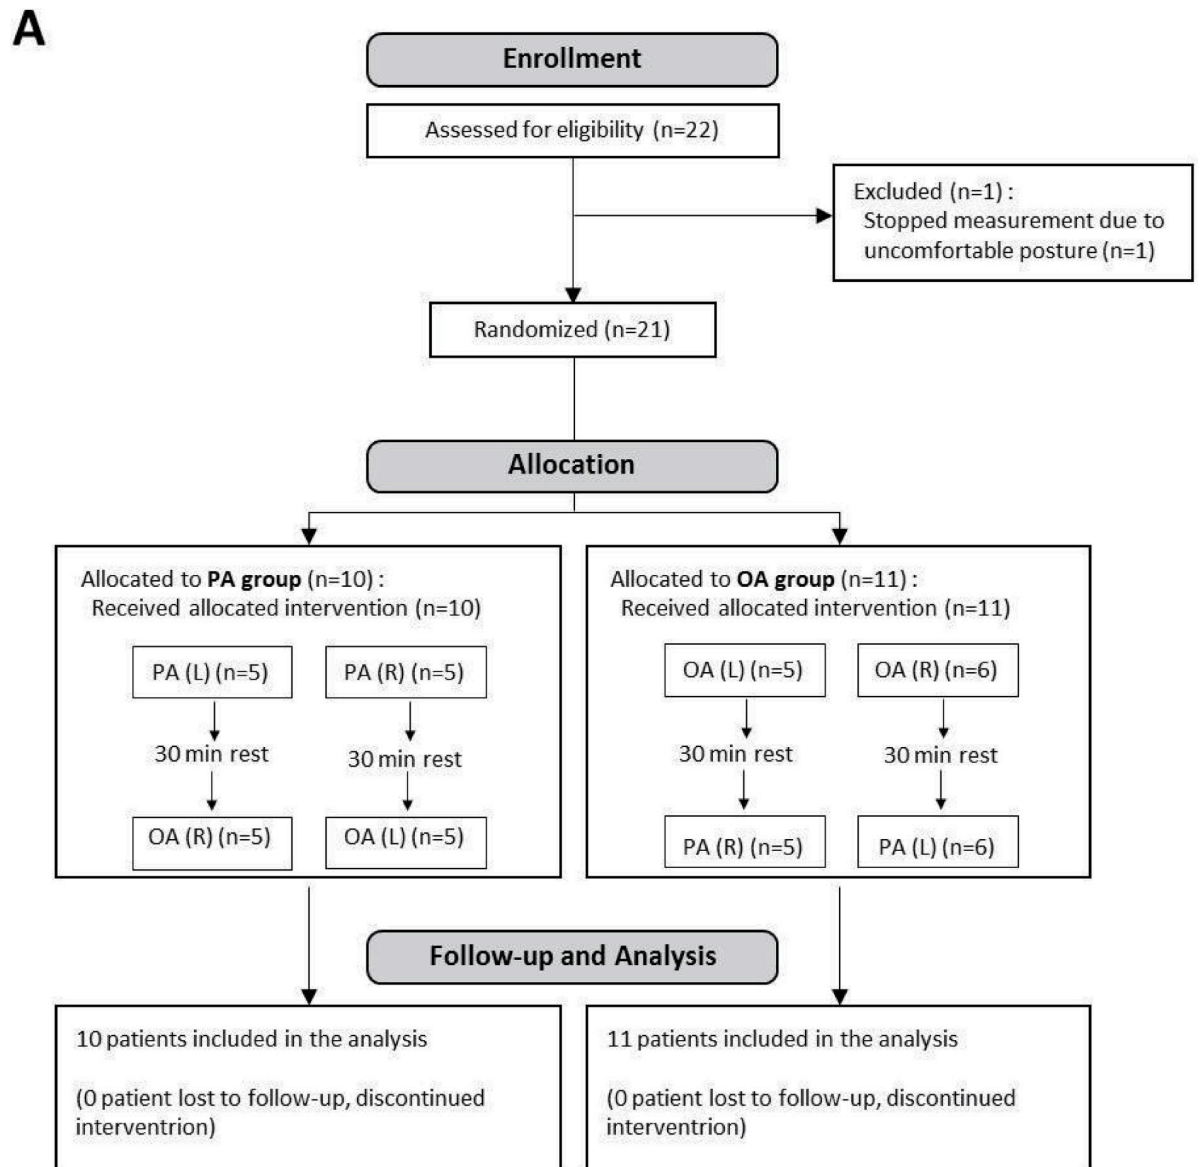 A
Enrollment
Assessed for eligibility (n=22)
Excluded (n=1) :
Stopped measurement due to
uncomfortable posture (n=1)
Randomized (n=21)
Allocation
Allocated to PA group (n=10) :
Received allocated intervention (n=10)
PA (L) (n=5)
PA (R) (n=5)
30 min rest
30 min rest
OA (R) (n=5)
OA (L) (n=5)
Allocated to OA group (n=11) :
Received allocated intervention (n=11)
OA (L) (n=5)
OA (R) (n=6)
30 min rest
30 min rest
PA (R) (n=5)
PA (L) (n=6)
Follow-up and Analysis
10 patients included in the analysis
(0 patient lost to follow-up, discontinued
interventrion)
11 patients included in the analysis
(0 patient lost to follow-up, discontinued
interventrion)